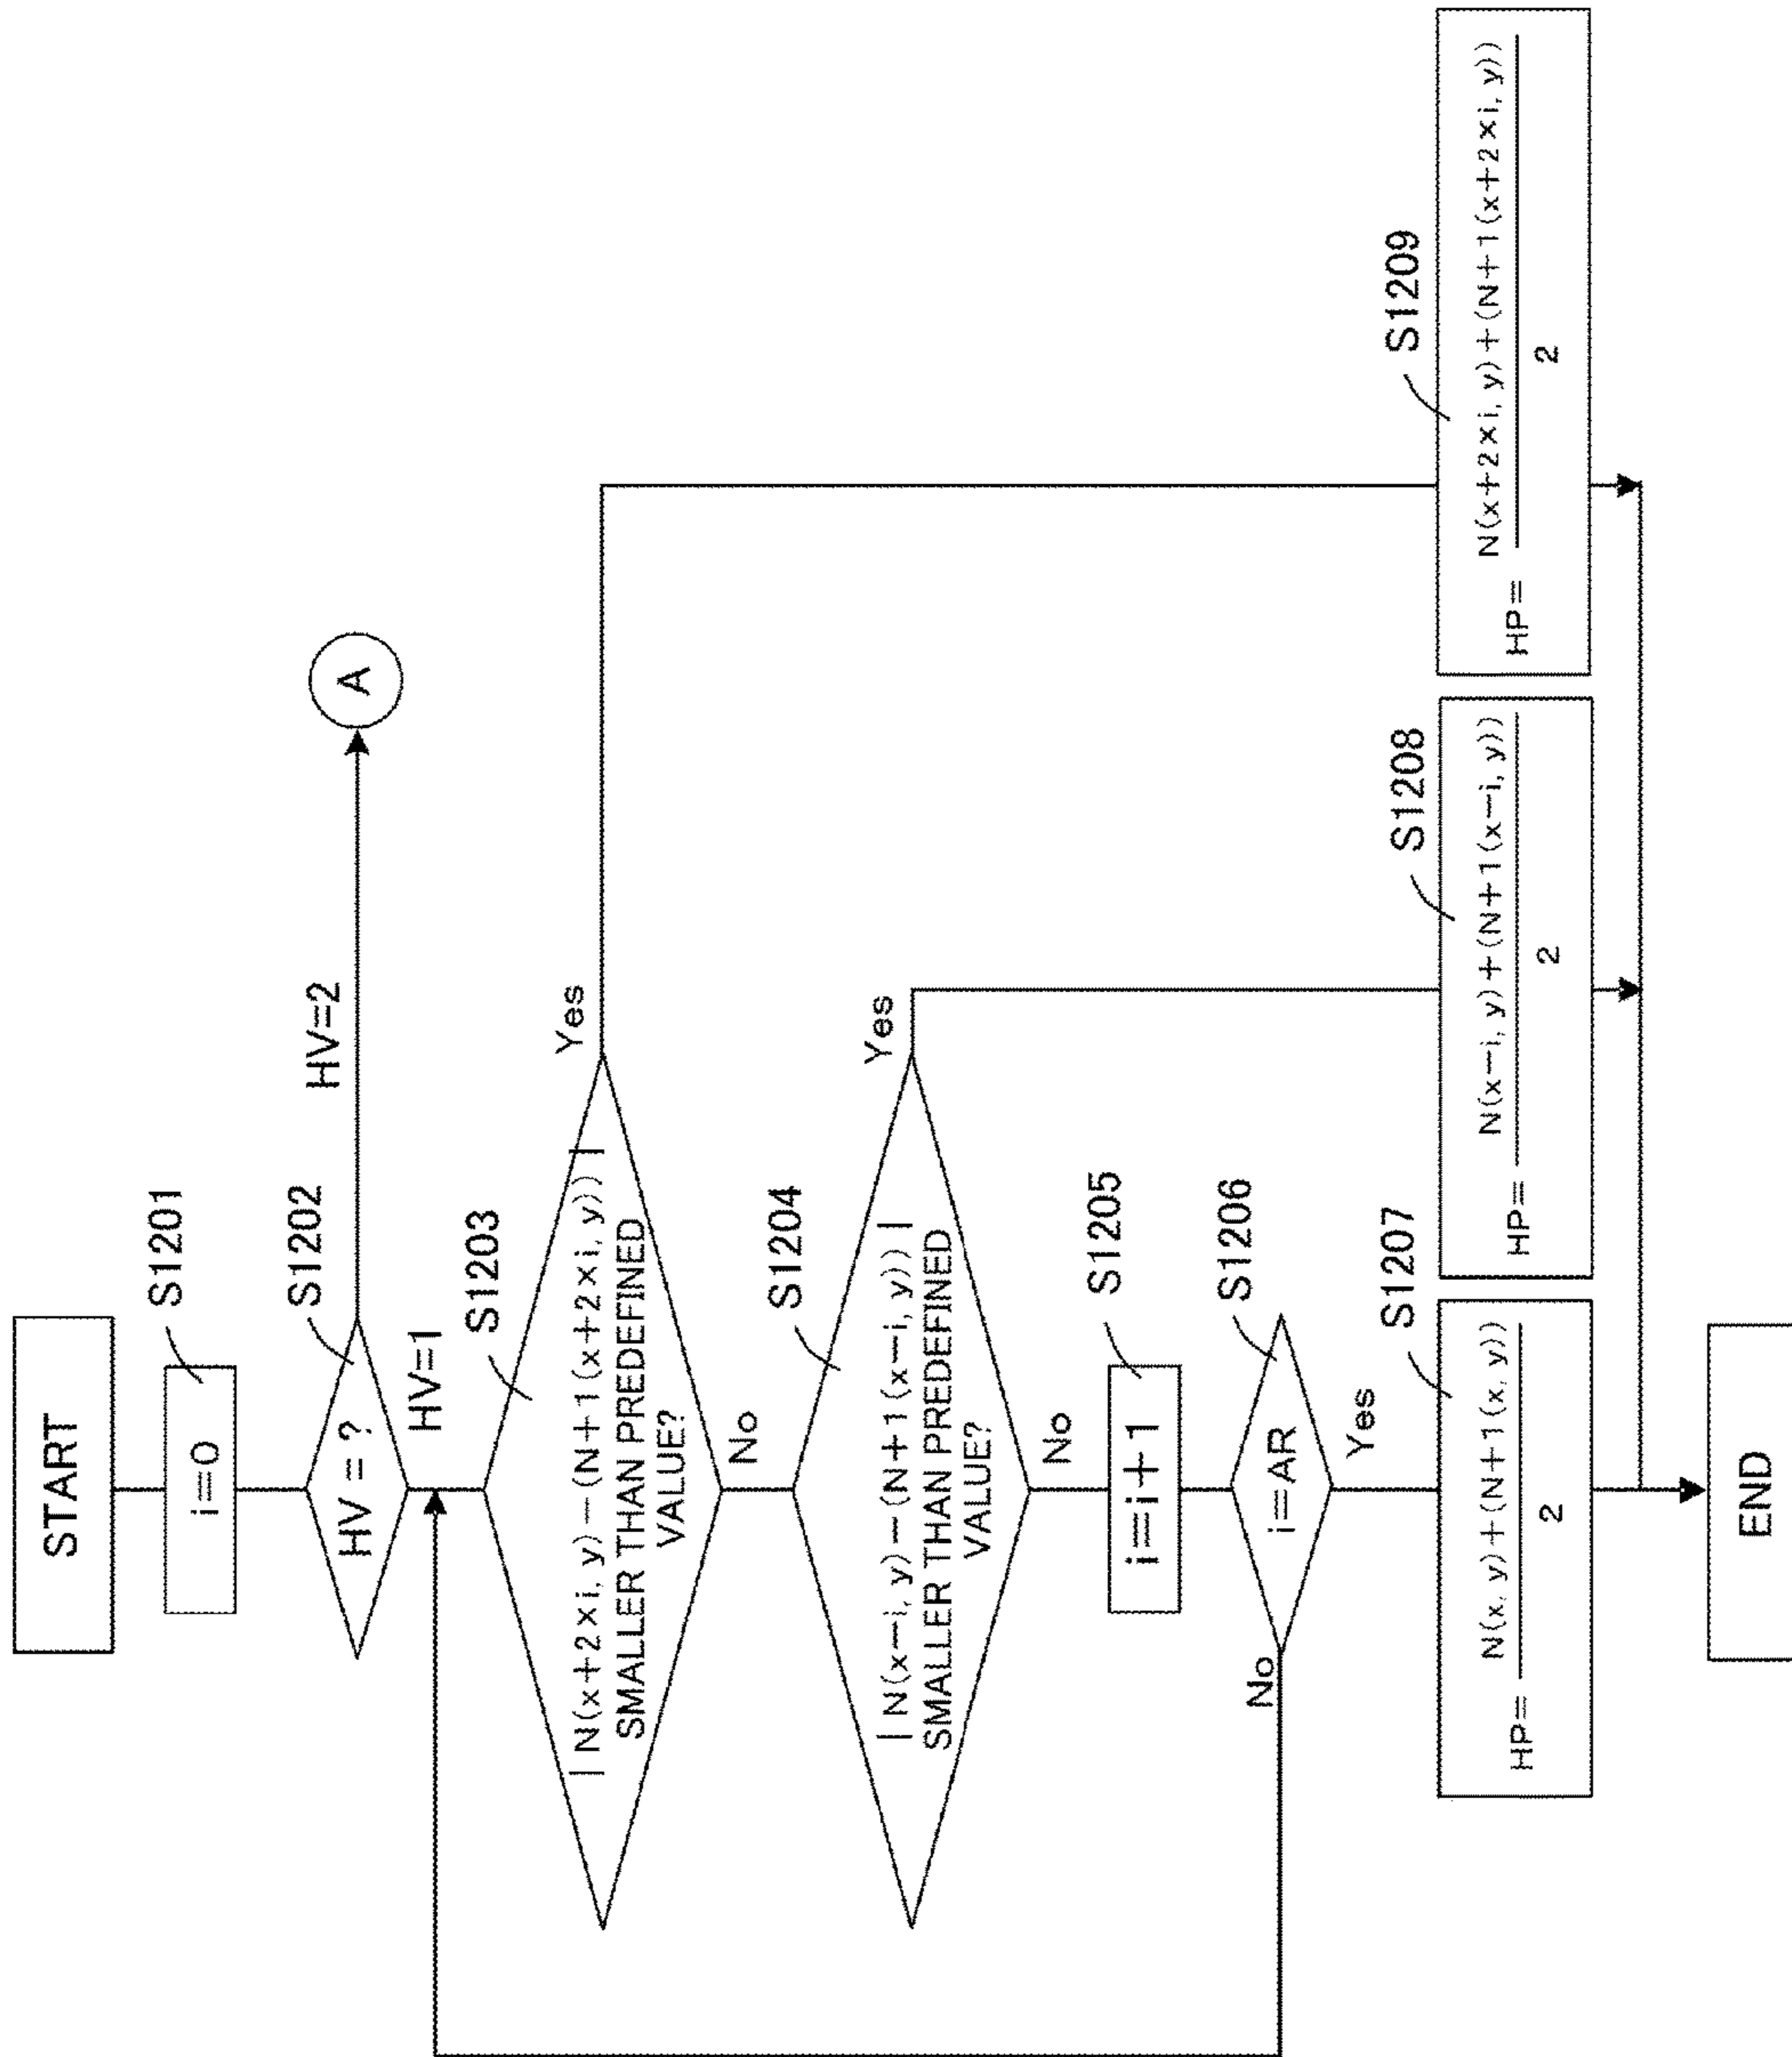 START
S1201
i=0
S1202
HV = ?
HV=2
A
HV=1
S1203
| N(x+2×i, y)−(N+1(x+2×i, y)) |
SMALLER THAN PREDEFINED
VALUE?
Yes
No
S1204
| N(x−i, y)−(N+1(x−i, y)) |
SMALLER THAN PREDEFINED
VALUE?
Yes
No
S1205
i=i+1
S1206
i=AR
No
Yes
S1207
N(x, y)+(N+1(x, y))
HP=
2
S1208
N(x−i, y)+(N+1(x−i, y))
HP=
2
S1209
N(x+2×i, y)+(N+1(x+2×i, y))
HP=
2
END